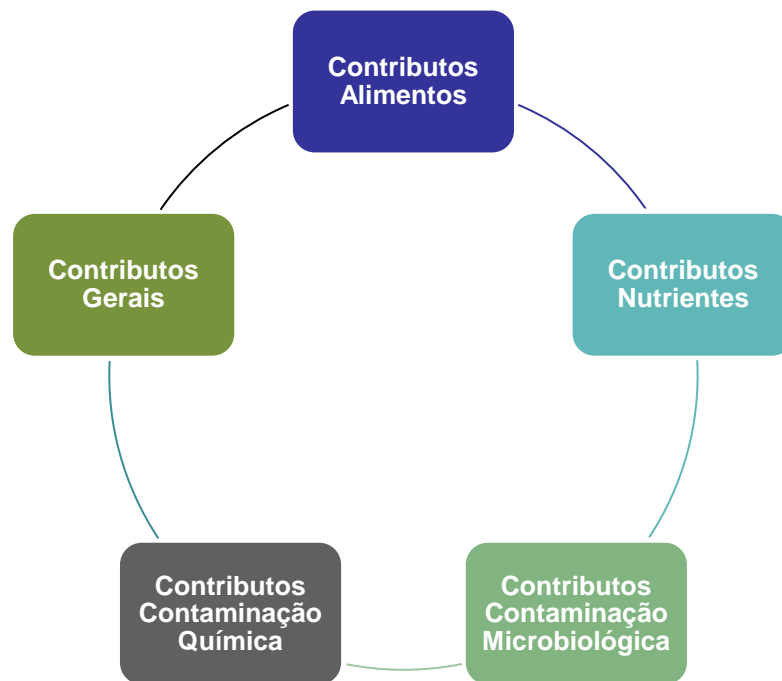 Contributos
Alimentos
Contributos
Gerais
Contributos
Nutrientes
Contributos
Contaminação
Química
Contributos
Contaminação
Microbiológica